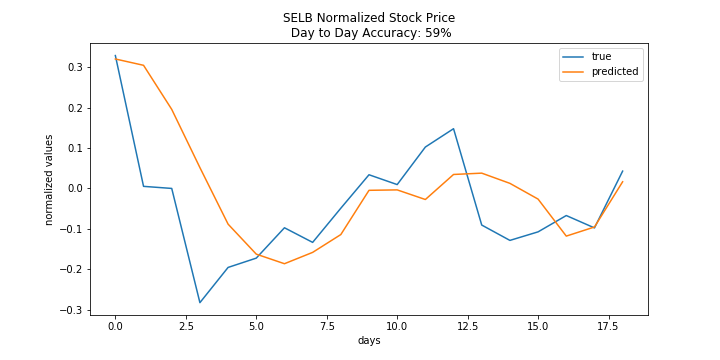 SELB Normalized Stock Price
Day to Day Accuracy: 59%
true
predicted
normalized values
0.3
0.2
0.1
0.0
−0.1
−0.2
−0.3
0.0 2.5 5.0 7.5 10.0 12.5 15.0 17.5
days